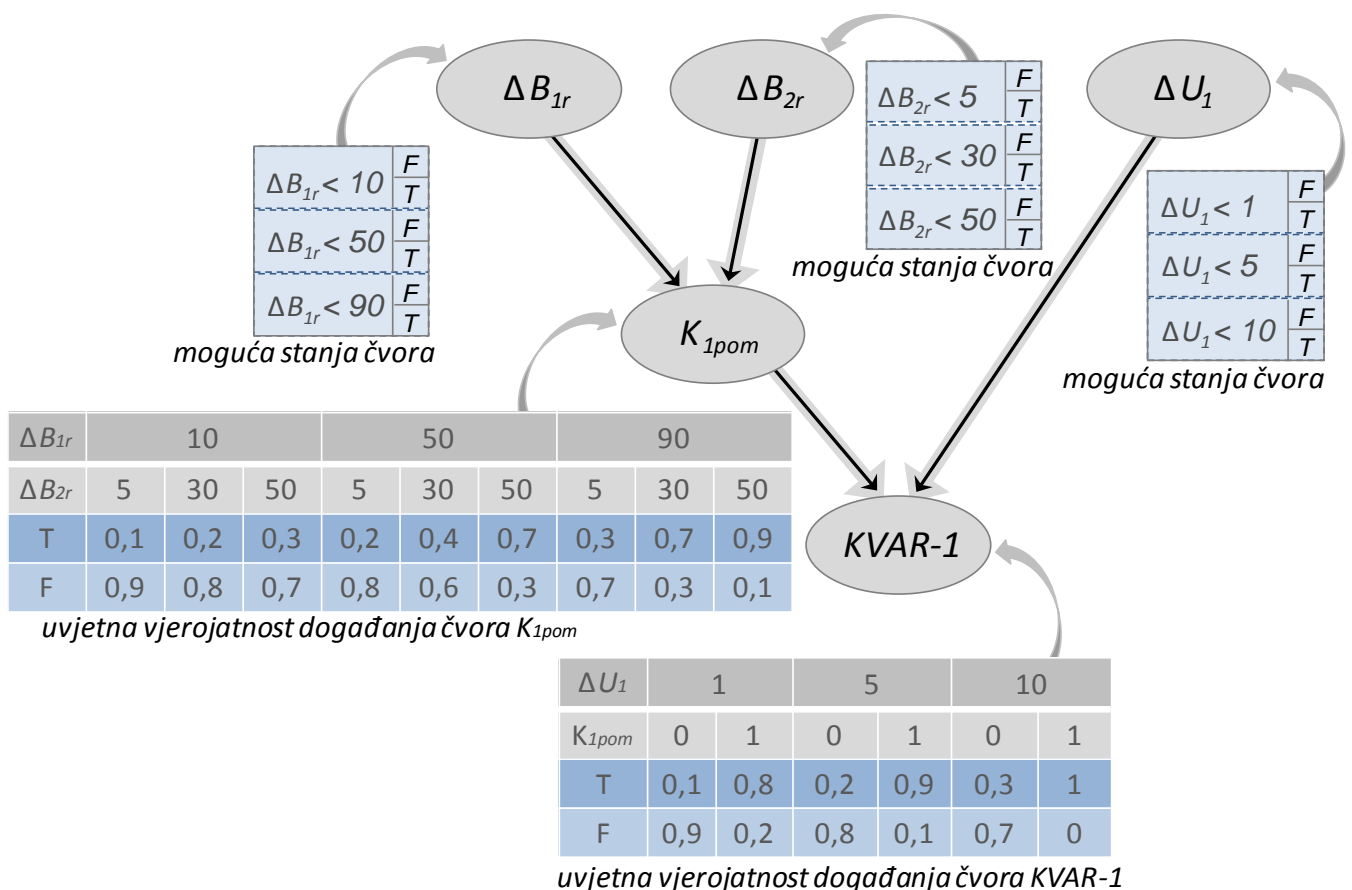 ΔB1r
ΔB2r
ΔU1
ΔB2r < 5 F T
ΔB2r < 30 F T
ΔB2r < 50 F T
moguća stanja čvora
ΔB1r < 10 F T
ΔB1r < 50 F T
ΔB1r < 90 F T
moguća stanja čvora
ΔU1 < 1 F T
ΔU1 < 5 F T
ΔU1 < 10 F T
moguća stanja čvora
K1pom
ΔB1r 10 50 90
ΔB2r 5 30 50 5 30 50 5 30 50
T 0,1 0,2 0,3 0,2 0,4 0,7 0,3 0,7 0,9
F 0,9 0,8 0,7 0,8 0,6 0,3 0,7 0,3 0,1
uvjetna vjerojatnost događanja čvora K1pom
KVAR-1
ΔU1 1 5 10
K1pom 0 1 0 1 0 1
T 0,1 0,8 0,2 0,9 0,3 1
F 0,9 0,2 0,8 0,1 0,7 0
uvjetna vjerojatnost događanja čvora KVAR-1